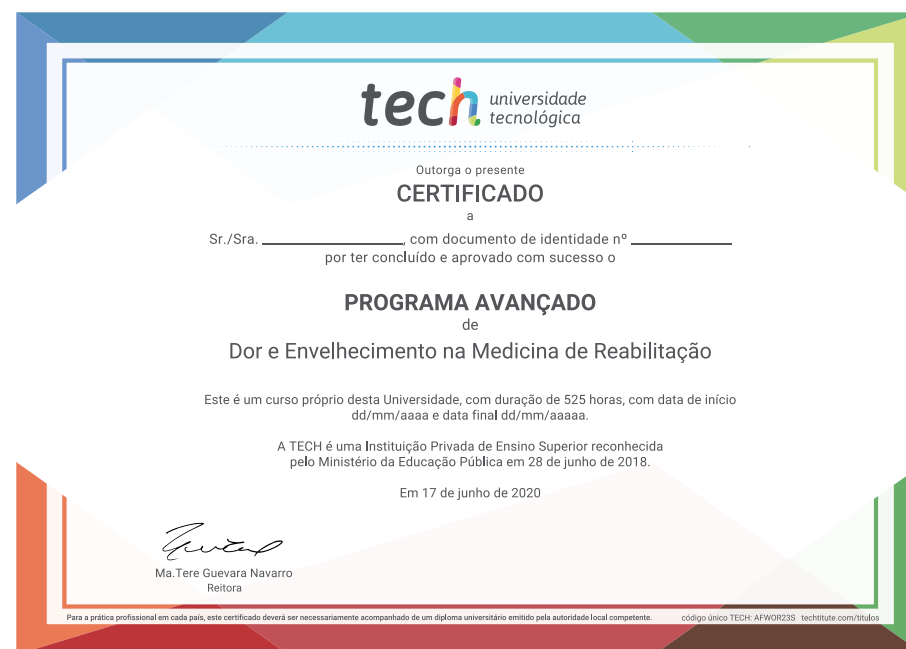 tech universidade
tecnológica
Outorga o presente
CERTIFICADO
a
Sr./Sra. ____________________, com documento de identidade nº ______________
por ter concluído e aprovado com sucesso o
PROGRAMA AVANÇADO
de
Dor e Envelhecimento na Medicina de Reabilitação
Este é um curso próprio desta Universidade, com duração de 525 horas, com data de início
dd/mm/aaaa e data final dd/mm/aaaaa.
A TECH é uma Instituição Privada de Ensino Superior reconhecida
pelo Ministério da Educação Pública em 28 de junho de 2018.
Em 17 de junho de 2020
Ma.Tere Guevara Navarro
Reitora
Para a prática profissional em cada país, este certificado deverá ser necessariamente acompanhado de um diploma universitário emitido pela autoridade local competente. código único TECH: AFWOR23S techtitute.com/titulos